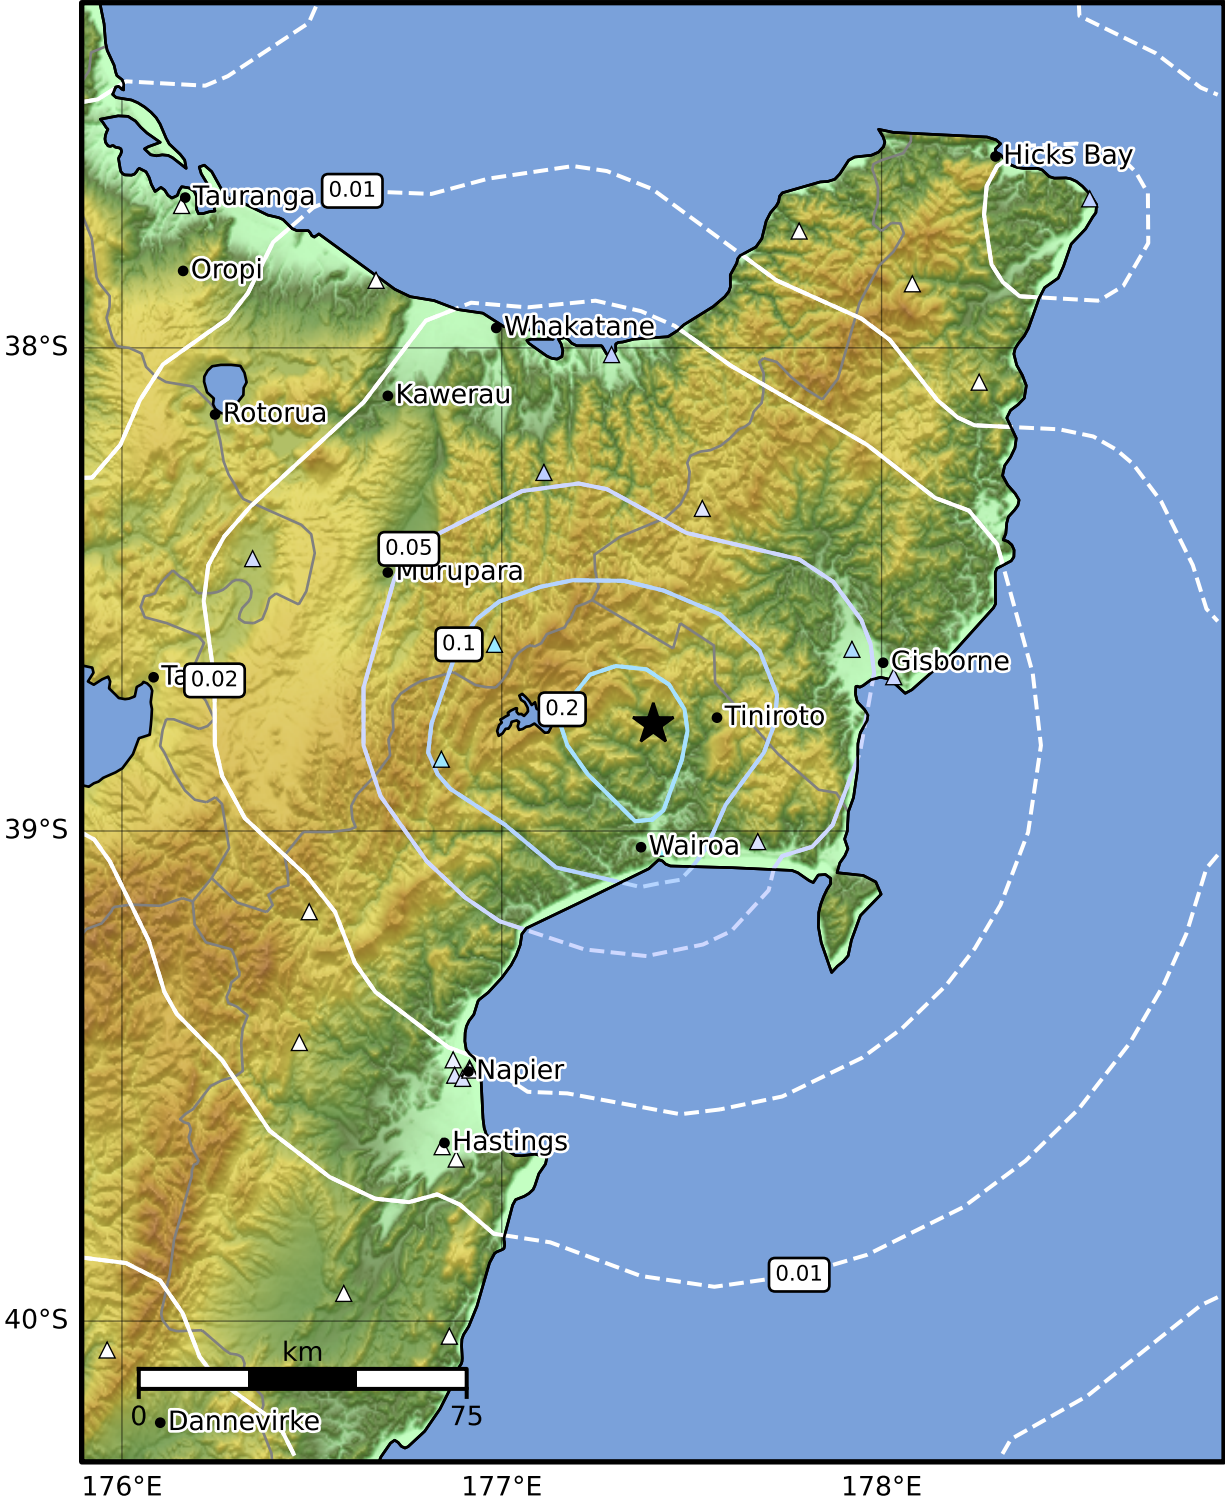 Hicks Bay
Tauranga
0.01
Oropi
Whakatane
38°S
Kawerau
Rotorua
0.05
Murupara
0.1
Gisborne
Ta
0.02
0.2
Tiniroto
39°S
Wairoa
Napier
Hastings
0.01
40°S
km
0
75
Dannevirke
176°E
177°E
178°E